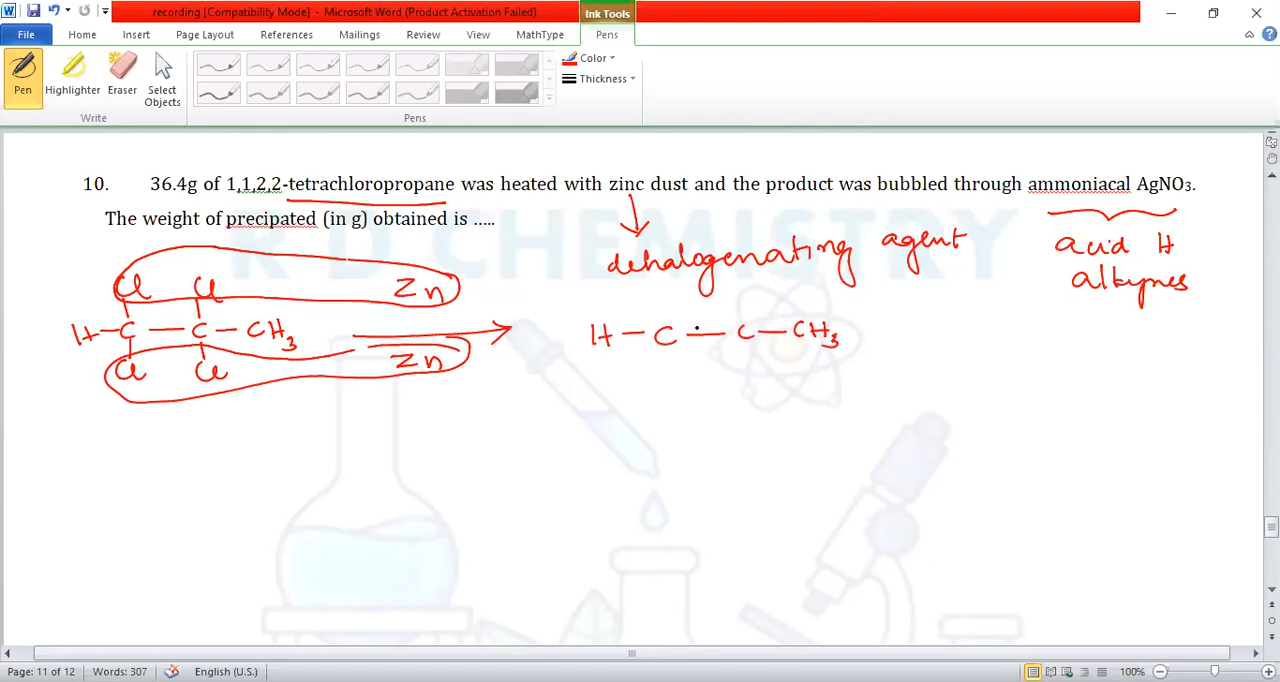 recording [Compatibility Mode] - Microsoft Word (Product Activation Failed)
Ink Tools
File Home Insert Page Layout References Mailings Review View MathType Pens
Pen Highlighter Eraser Select Objects
Color
Thickness
Write
Pens
10. 36.4g of 1,1,2,2-tetrachloropropane was heated with zinc dust and the product was bubbled through ammoniacal AgNO₃.
The weight of precipated (in g) obtained is .....
R D CHEMISTRY
dehalogenating agent
acid H
alkynes
Cl Cl Zn
H — C — C — CH₃
Cl Cl Zn
H — C — C — CH₃
Page: 11 of 12 Words: 307 English (U.S.) 100%